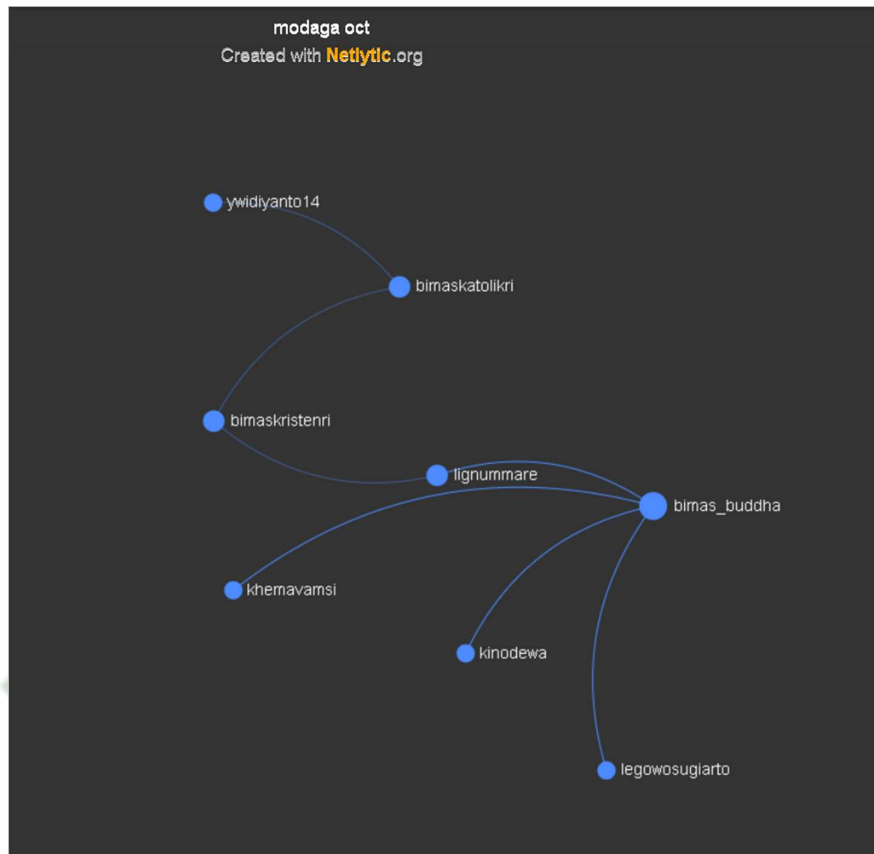 modaga oct
Created with Netlytic.org
ywidiyanto14
bimaskatolikri
bimaskristenri
lignummare
bimas_buddha
khemavamsi
kinodewa
legowosugiarto